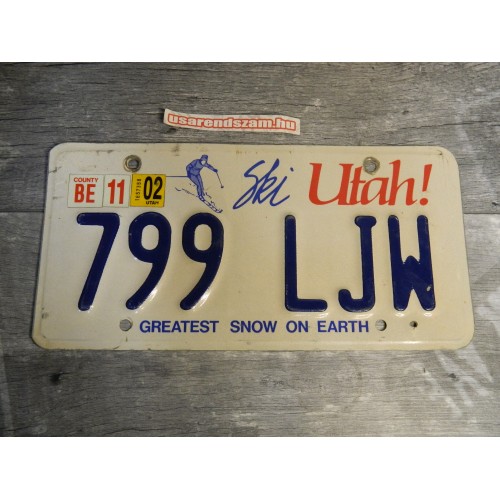 usarendszam.hu
Ski Utah!
COUNTY
BE 11 02
UTAH
799 LJW
GREATEST SNOW ON EARTH